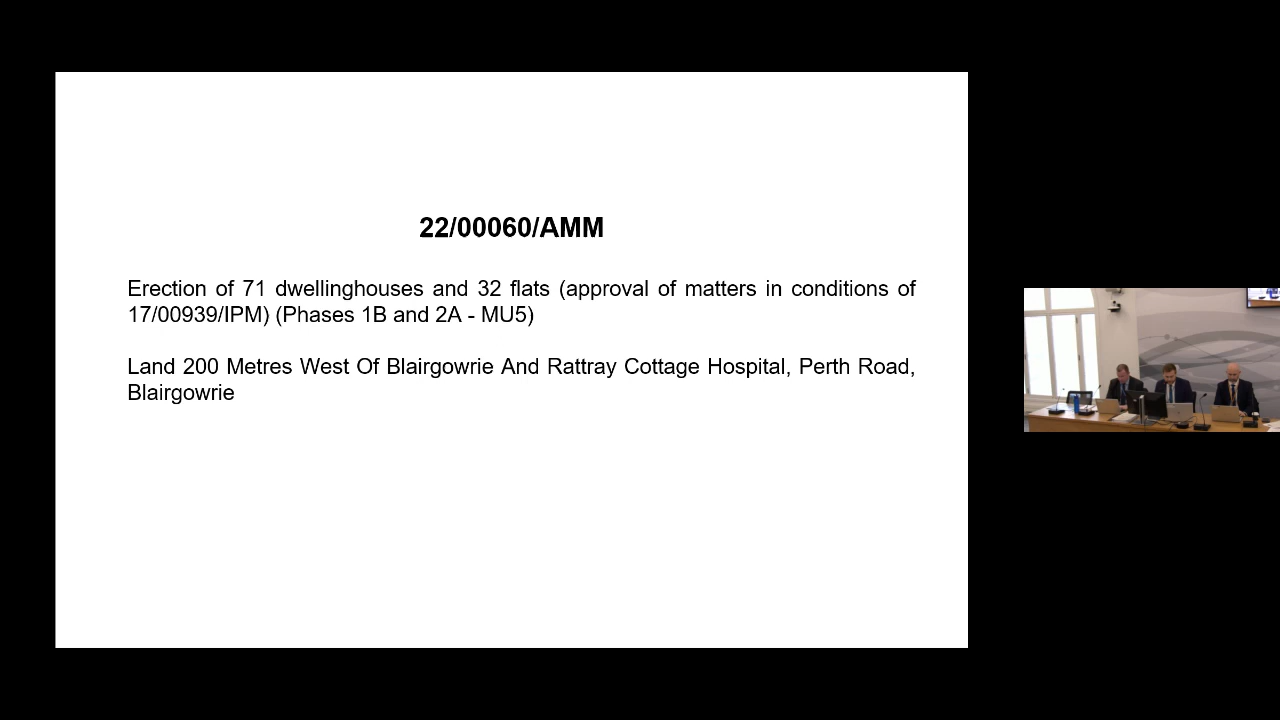 22/00060/AMM
Erection of 71 dwellinghouses and 32 flats (approval of matters in conditions of
17/00939/IPM) (Phases 1B and 2A - MU5)
Land 200 Metres West Of Blairgowrie And Rattray Cottage Hospital, Perth Road,
Blairgowrie